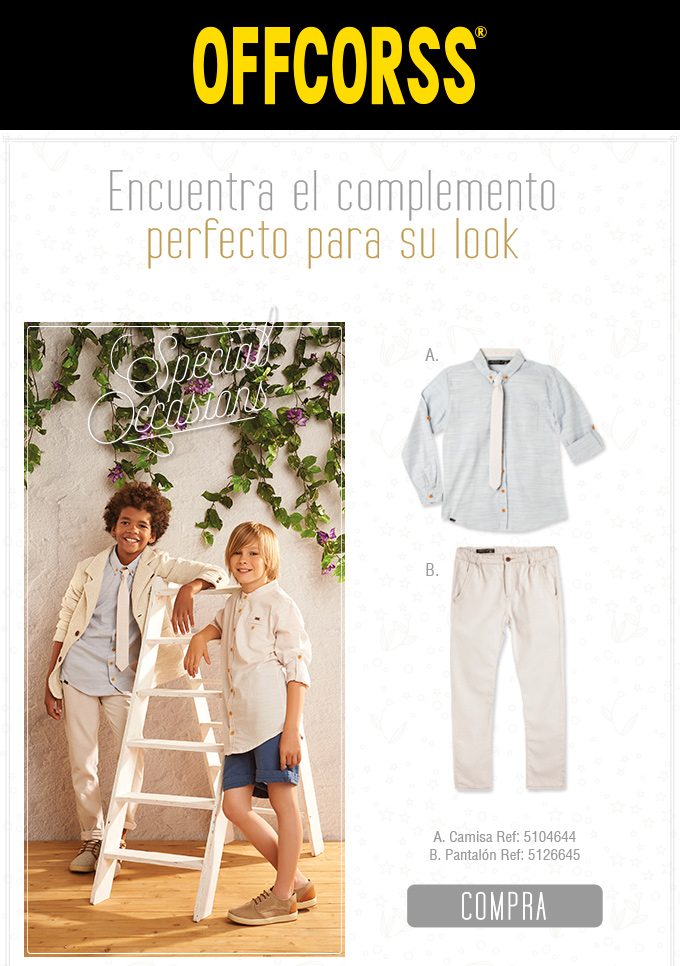 OFFCORSS®
Encuentra el complemento
perfecto para su look
Special
Occasions
A.
B.
A. Camisa Ref: 5104644
B. Pantalón Ref: 5126645
COMPRA